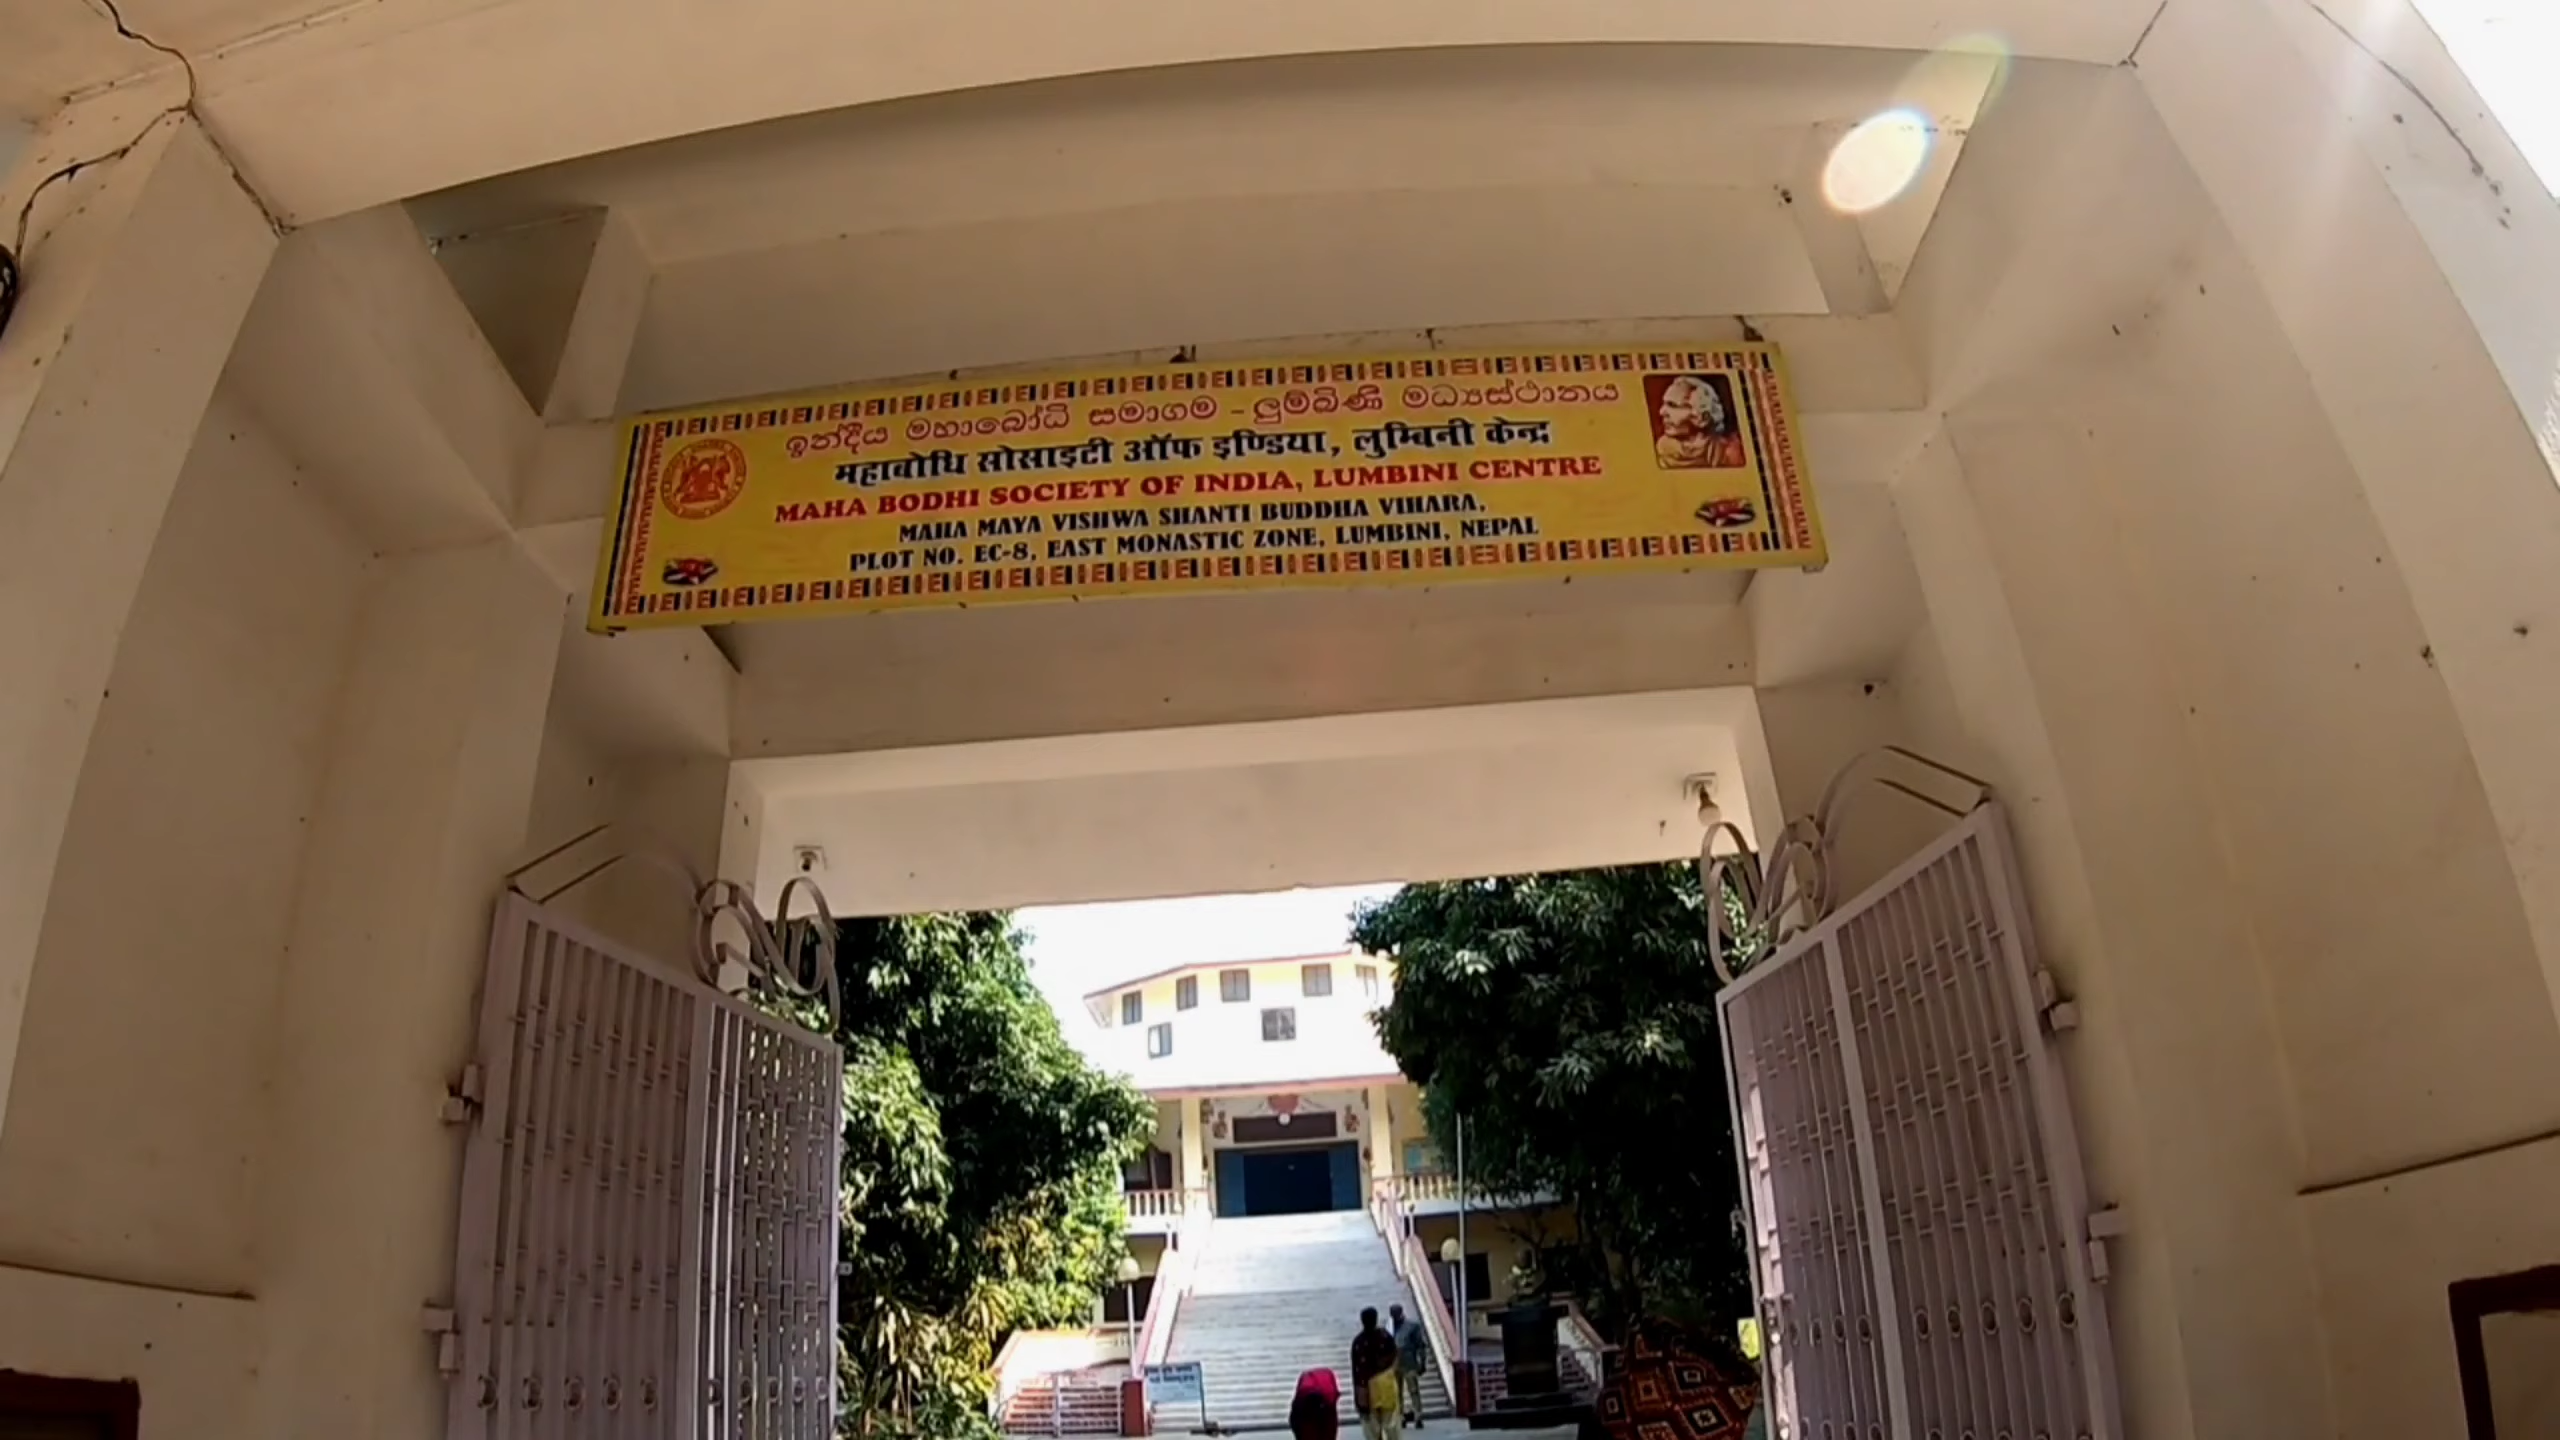 ඉන්දීය මහාබෝධි සමාගම – ලුම්බිණි මධ්‍යස්ථානය
महाबोधि सोसाइटी ऑफ इण्डिया, लुम्बिनी केन्द्र
MAHA BODHI SOCIETY OF INDIA, LUMBINI CENTRE
MAHA MAYA VISHWA SHANTI BUDDHA VIHARA,
PLOT NO. EC-8, EAST MONASTIC ZONE, LUMBINI, NEPAL